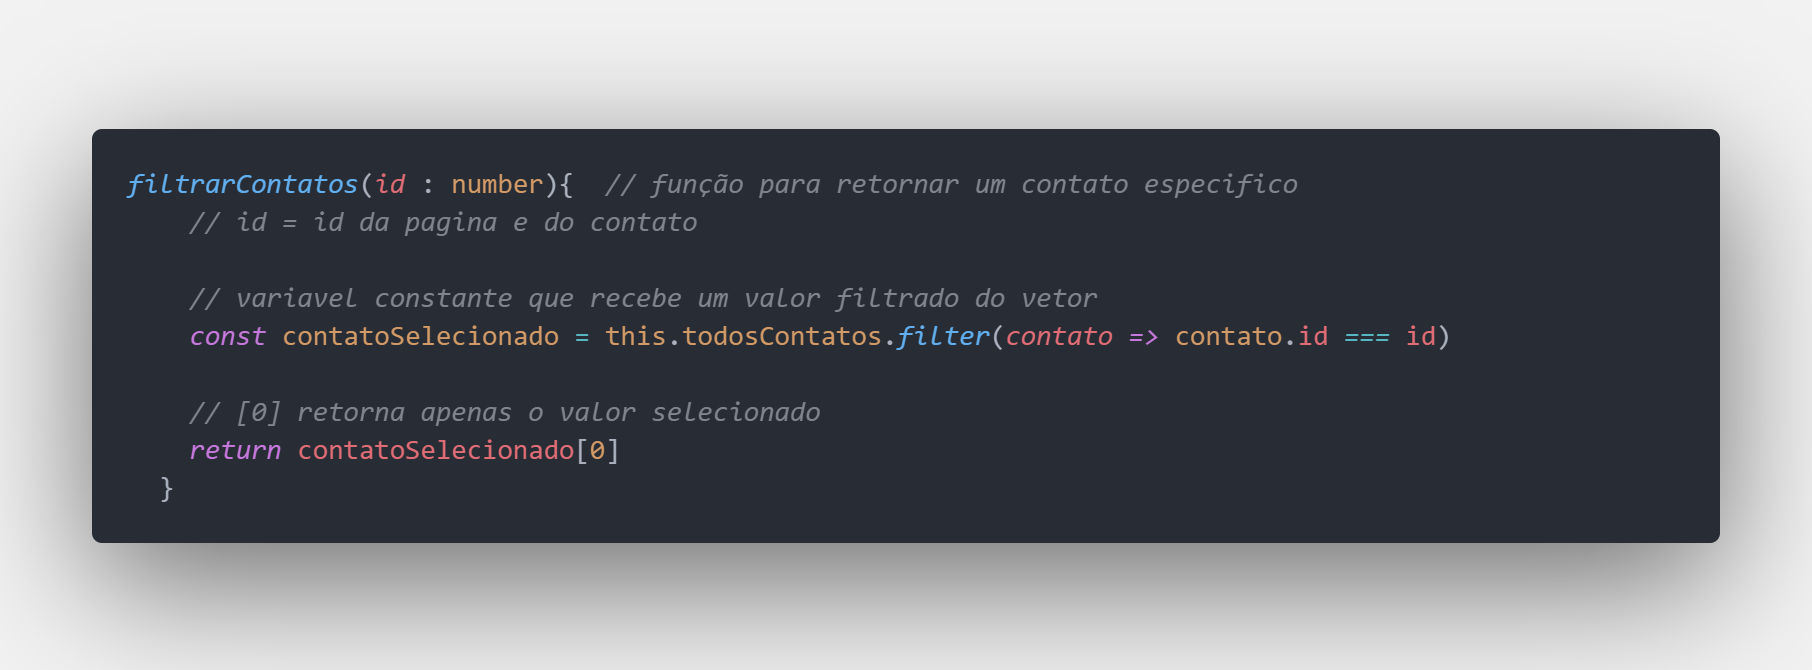 filtrarContatos(id : number){  // função para retornar um contato especifico
    // id = id da pagina e do contato
    // variavel constante que recebe um valor filtrado do vetor
    const contatoSelecionado = this.todosContatos.filter(contato => contato.id === id)
    // [0] retorna apenas o valor selecionado
    return contatoSelecionado[0]
  }